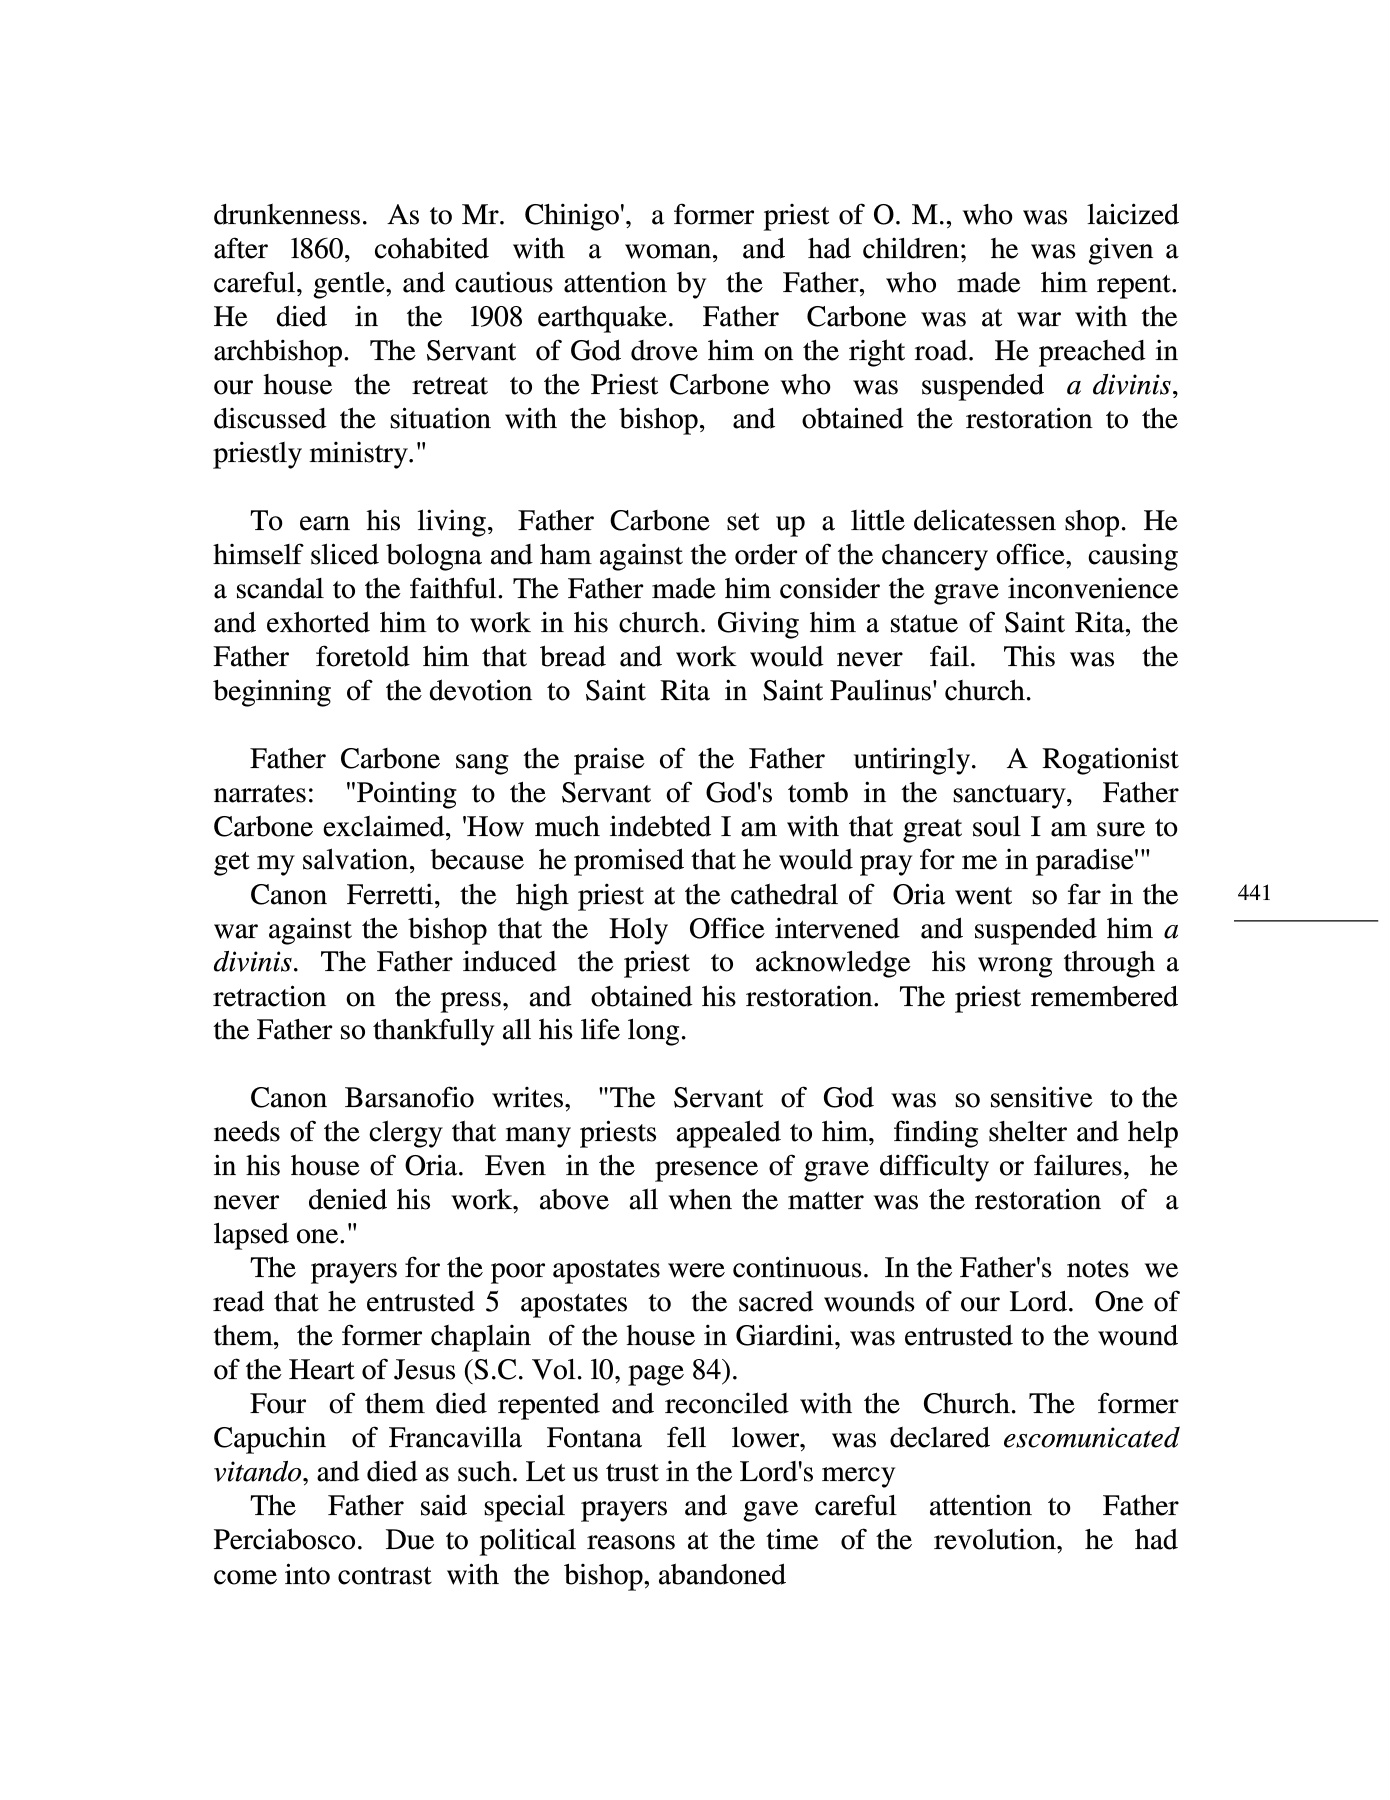 drunkenness. As to Mr. Chinigo', a former priest of O. M., who was laicized
after l860, cohabited with a woman, and had children; he was given a
careful, gentle, and cautious attention by the Father, who made him repent.
He died in the l908 earthquake. Father Carbone was at war with the
archbishop. The Servant of God drove him on the right road. He preached in
our house the retreat to the Priest Carbone who was suspended a divinis,
discussed the situation with the bishop, and obtained the restoration to the
priestly ministry."
To earn his living, Father Carbone set up a little delicatessen shop. He
himself sliced bologna and ham against the order of the chancery office, causing
a scandal to the faithful. The Father made him consider the grave inconvenience
and exhorted him to work in his church. Giving him a statue of Saint Rita, the
Father foretold him that bread and work would never fail. This was the
beginning of the devotion to Saint Rita in Saint Paulinus' church.
Father Carbone sang the praise of the Father untiringly. A Rogationist
narrates: "Pointing to the Servant of God's tomb in the sanctuary, Father
Carbone exclaimed, 'How much indebted I am with that great soul I am sure to
get my salvation, because he promised that he would pray for me in paradise'"
Canon Ferretti, the high priest at the cathedral of Oria went so far in the
war against the bishop that the Holy Office intervened and suspended him a
divinis. The Father induced the priest to acknowledge his wrong through a
retraction on the press, and obtained his restoration. The priest remembered
the Father so thankfully all his life long.
441
Canon Barsanofio writes, "The Servant of God was so sensitive to the
needs of the clergy that many priests appealed to him, finding shelter and help
in his house of Oria. Even in the presence of grave difficulty or failures, he
never denied his work, above all when the matter was the restoration of a
lapsed one."
The prayers for the poor apostates were continuous. In the Father's notes we
read that he entrusted 5 apostates to the sacred wounds of our Lord. One of
them, the former chaplain of the house in Giardini, was entrusted to the wound
of the Heart of Jesus (S.C. Vol. l0, page 84).
Four of them died repented and reconciled with the Church. The former
Capuchin of Francavilla Fontana fell lower, was declared escomunicated
vitando, and died as such. Let us trust in the Lord's mercy
The Father said special prayers and gave careful attention to Father
Perciabosco. Due to political reasons at the time of the revolution, he had
come into contrast with the bishop, abandoned